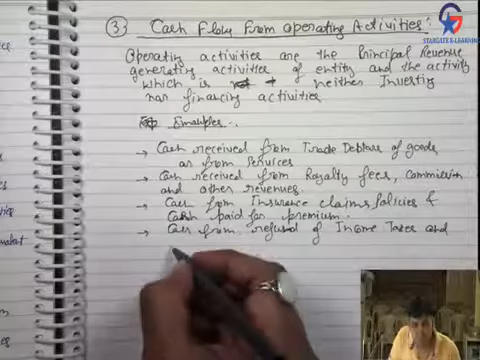 STARGATE E-LEARNING
③ Cash Flow From Operating Activities:
Operating activities are the Principal Revenue
generating activities of entity and the activity
which is neither Investing
nor financing activities
Examples:
→ Cash received from Trade Debtors of goods
or from services
→ Cash received from Royalty fees, commission
and other revenues.
→ Cash from Insurance claims policies &
Cash paid for premium.
→ Cash from refund of Income Taxes and